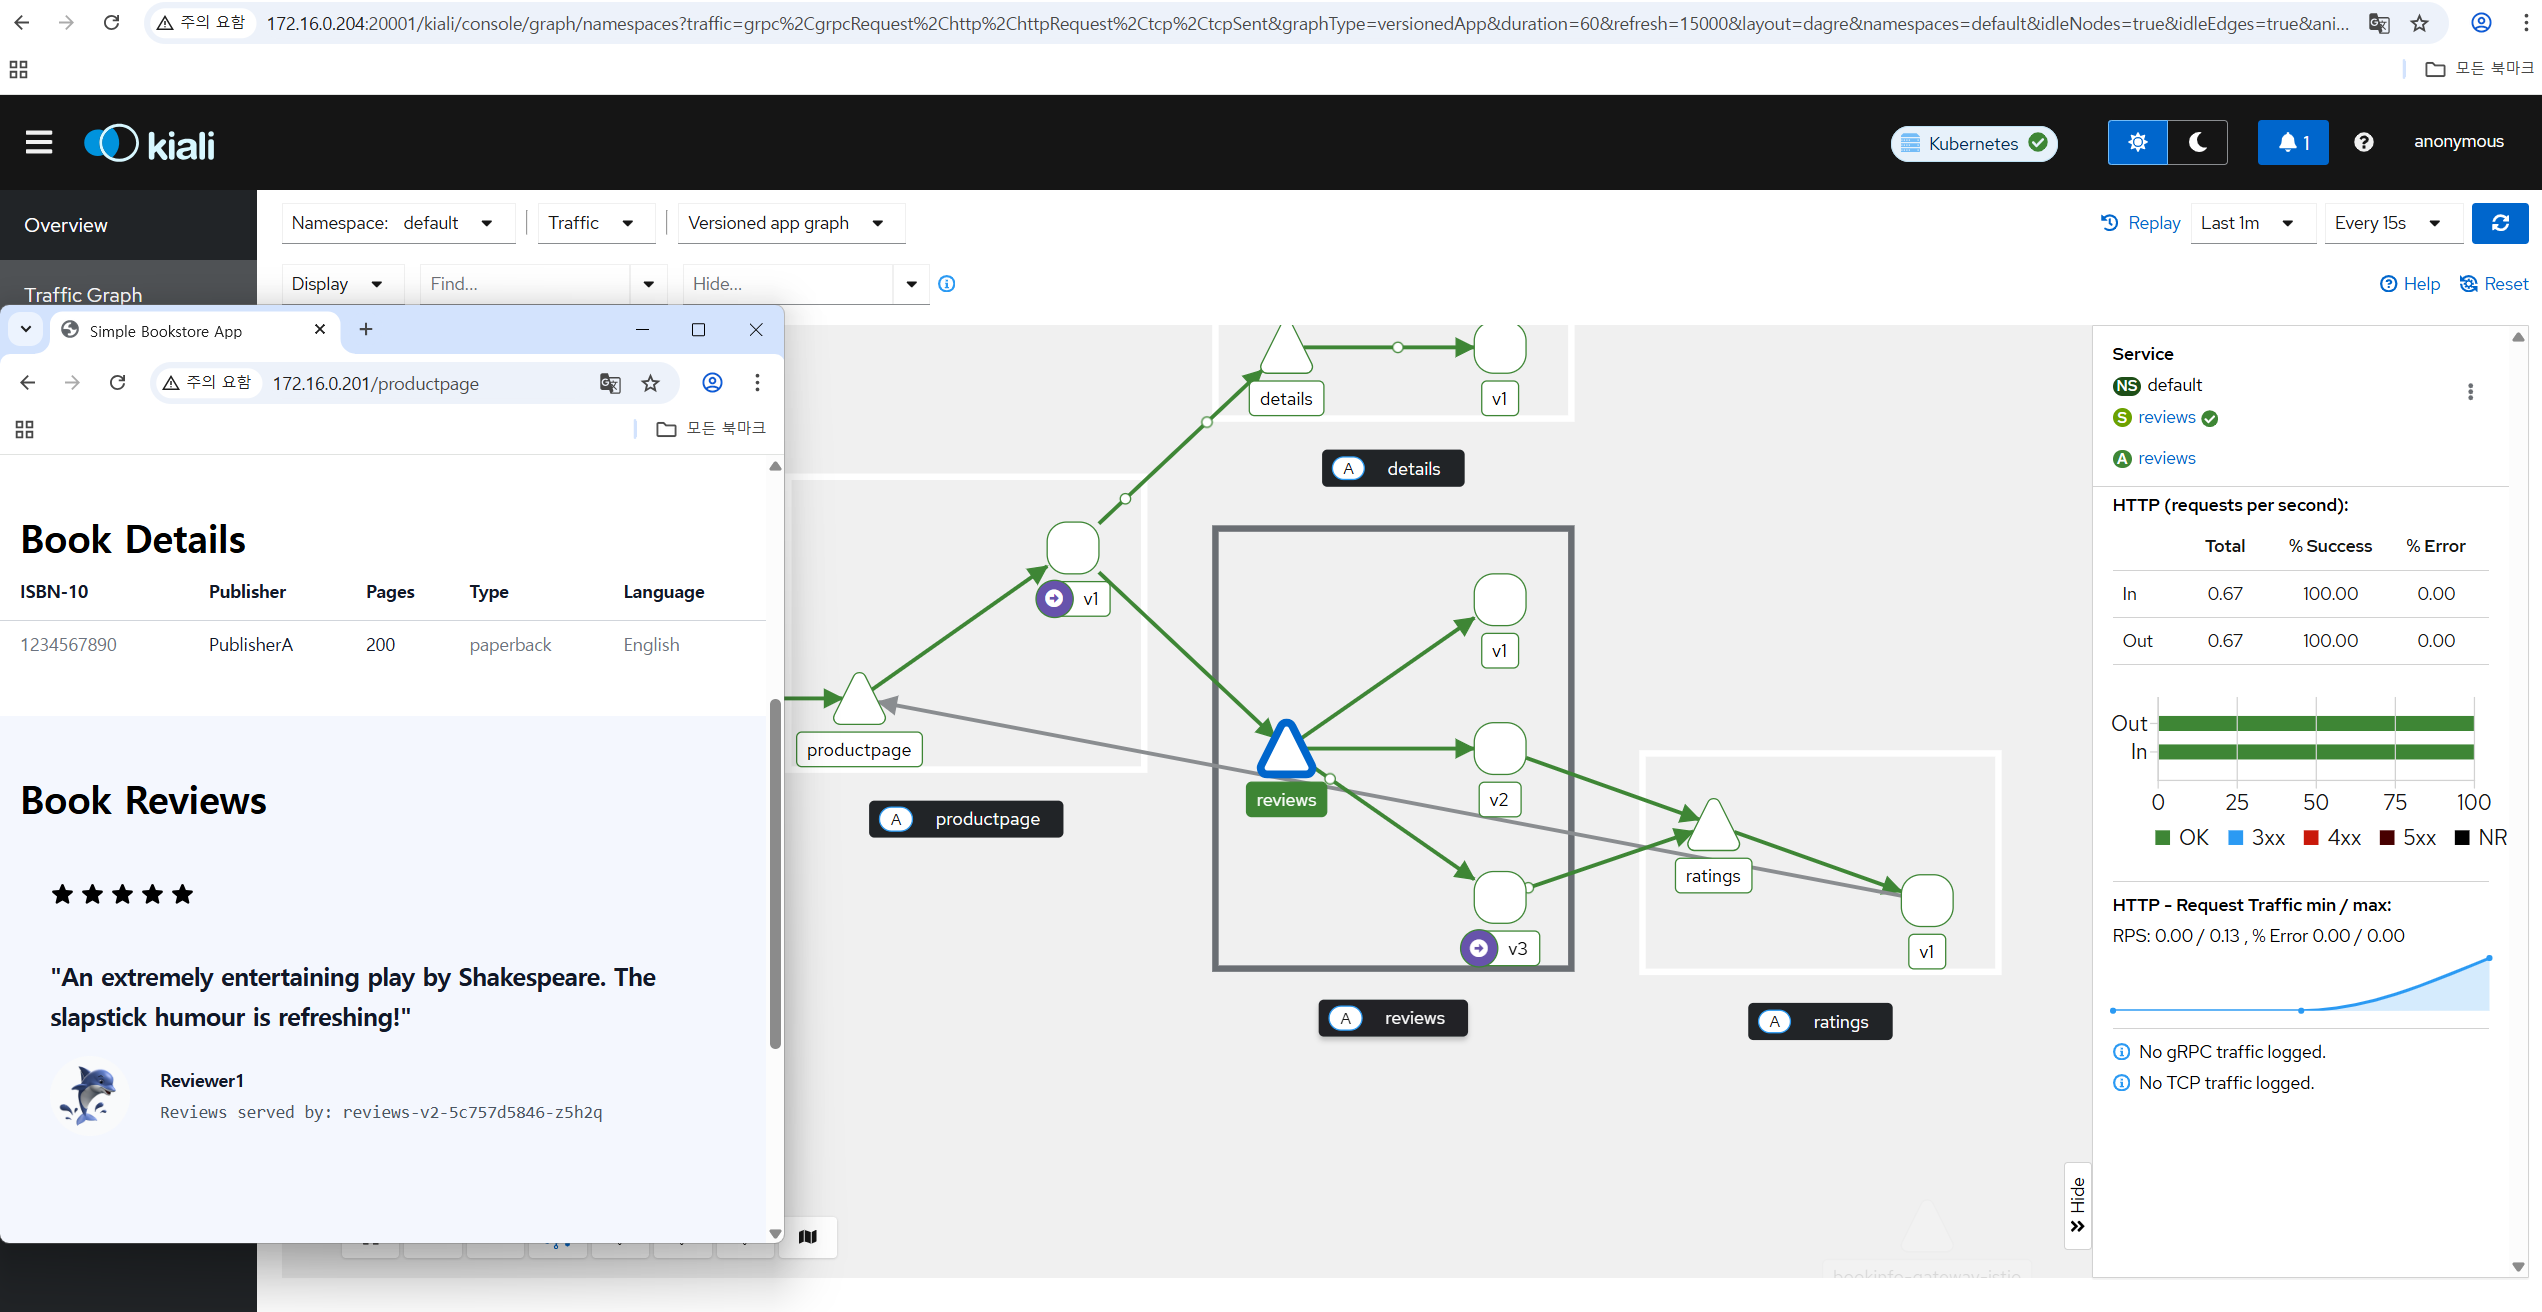 주의 요함
172.16.0.204:20001/kiali/console/graph/namespaces?traffic=grpc%2CgrpcRequest%2Chttp%2ChttpRequest%2Ctcp%2CtcpSent&graphType=versionedApp&duration=60&refresh=15000&layout=dagre&namespaces=default&idleNodes=true&idleEdges=true&ani...
모든 북마크
kiali
Kubernetes
1
anonymous
Overview
Traffic Graph
Namespace: default
Traffic
Versioned app graph
Replay
Last 1m
Every 15s
Display
Find...
Hide...
Help
Reset
Simple Bookstore App
주의 요함
172.16.0.201/productpage
모든 북마크
Book Details
ISBN-10 Publisher Pages Type Language
1234567890 PublisherA 200 paperback English
Book Reviews
"An extremely entertaining play by Shakespeare. The
slapstick humour is refreshing!"
Reviewer1
Reviews served by: reviews-v2-5c757d5846-z5h2q
details
v1
A details
v1
productpage
A productpage
v1
reviews
v2
v3
A reviews
ratings
v1
A ratings
bookinfo-gateway-istio
Hide
Service
NS default
S reviews
A reviews
HTTP (requests per second):
Total % Success % Error
In 0.67 100.00 0.00
Out 0.67 100.00 0.00
Out
In
0 25 50 75 100
OK 3xx 4xx 5xx NR
HTTP - Request Traffic min / max:
RPS: 0.00 / 0.13 , % Error 0.00 / 0.00
No gRPC traffic logged.
No TCP traffic logged.